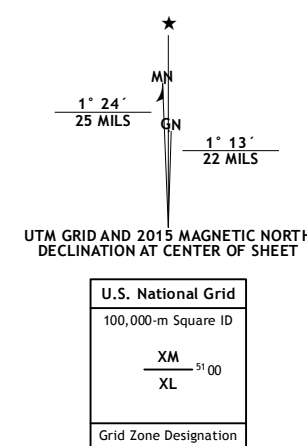 MN
1° 24´
25 MILS
GN
1° 13´
22 MILS
UTM GRID AND 2015 MAGNETIC NORTH
DECLINATION AT CENTER OF SHEET
U.S. National Grid
100,000-m Square ID
XM
51 00
XL
Grid Zone Designation